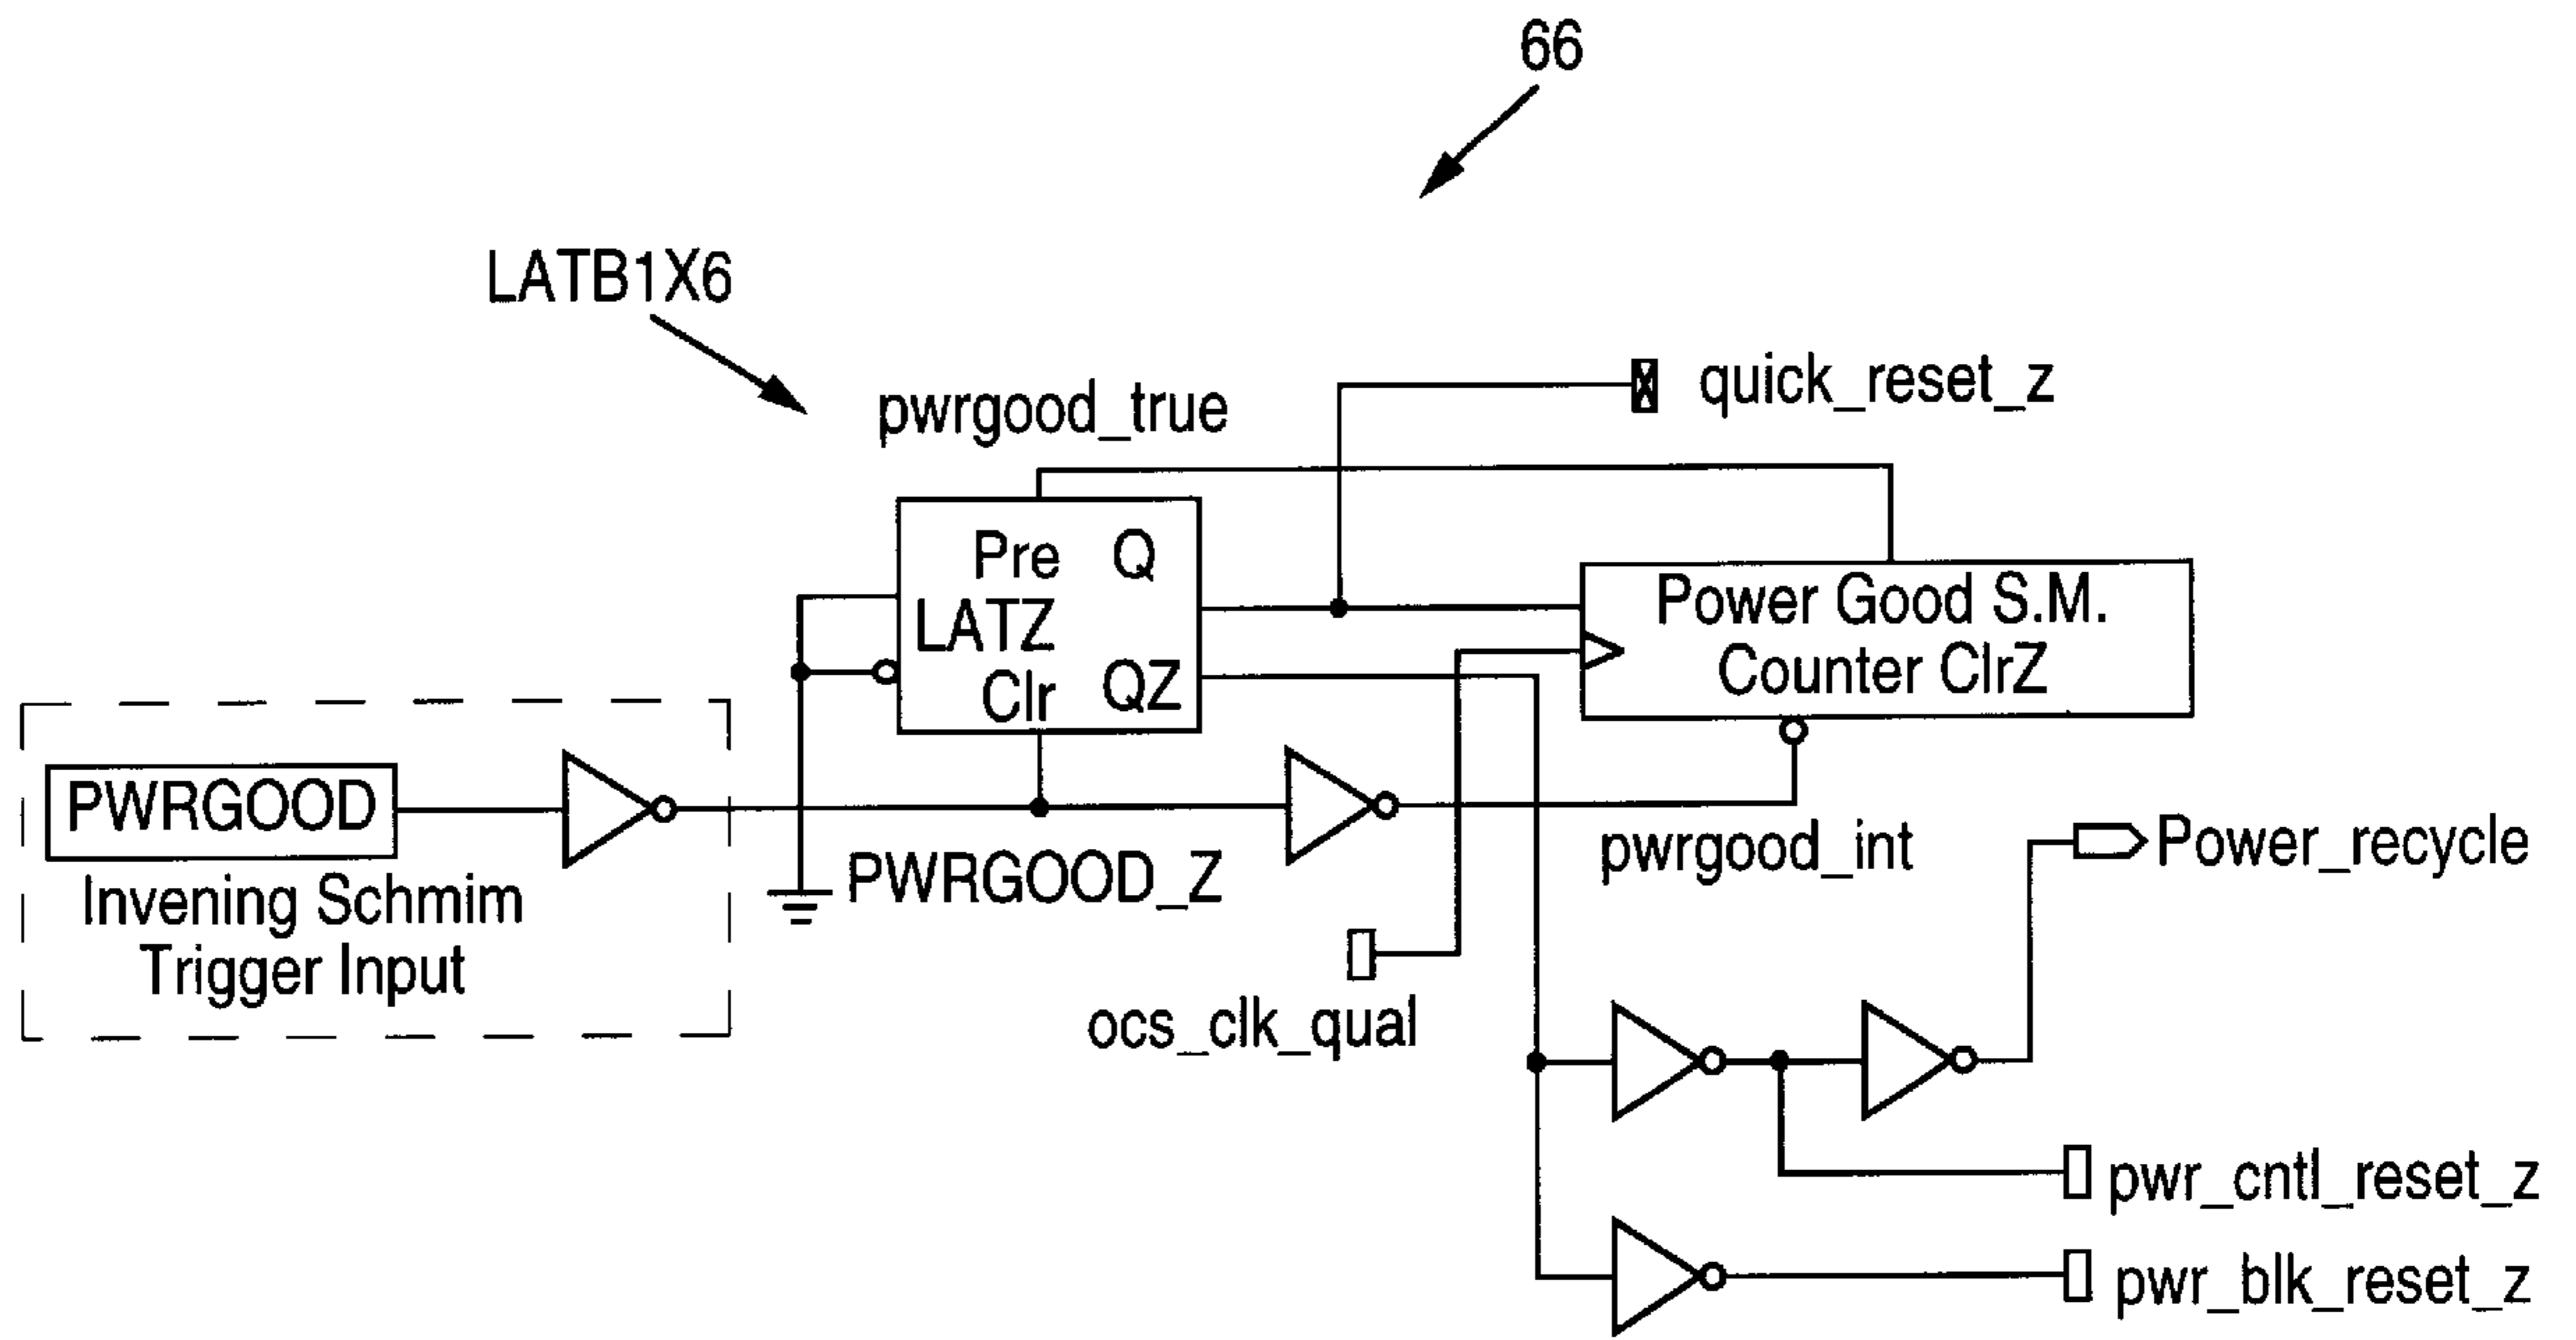 66
LATB1X6
quick_reset_z
pwrgood_true
Pre Q
LATZ
Clr QZ
Power Good S.M.
Counter ClrZ
PWRGOOD
Invening Schmim
Trigger Input
PWRGOOD_Z
pwrgood_int
Power_recycle
ocs_clk_qual
pwr_cntl_reset_z
pwr_blk_reset_z